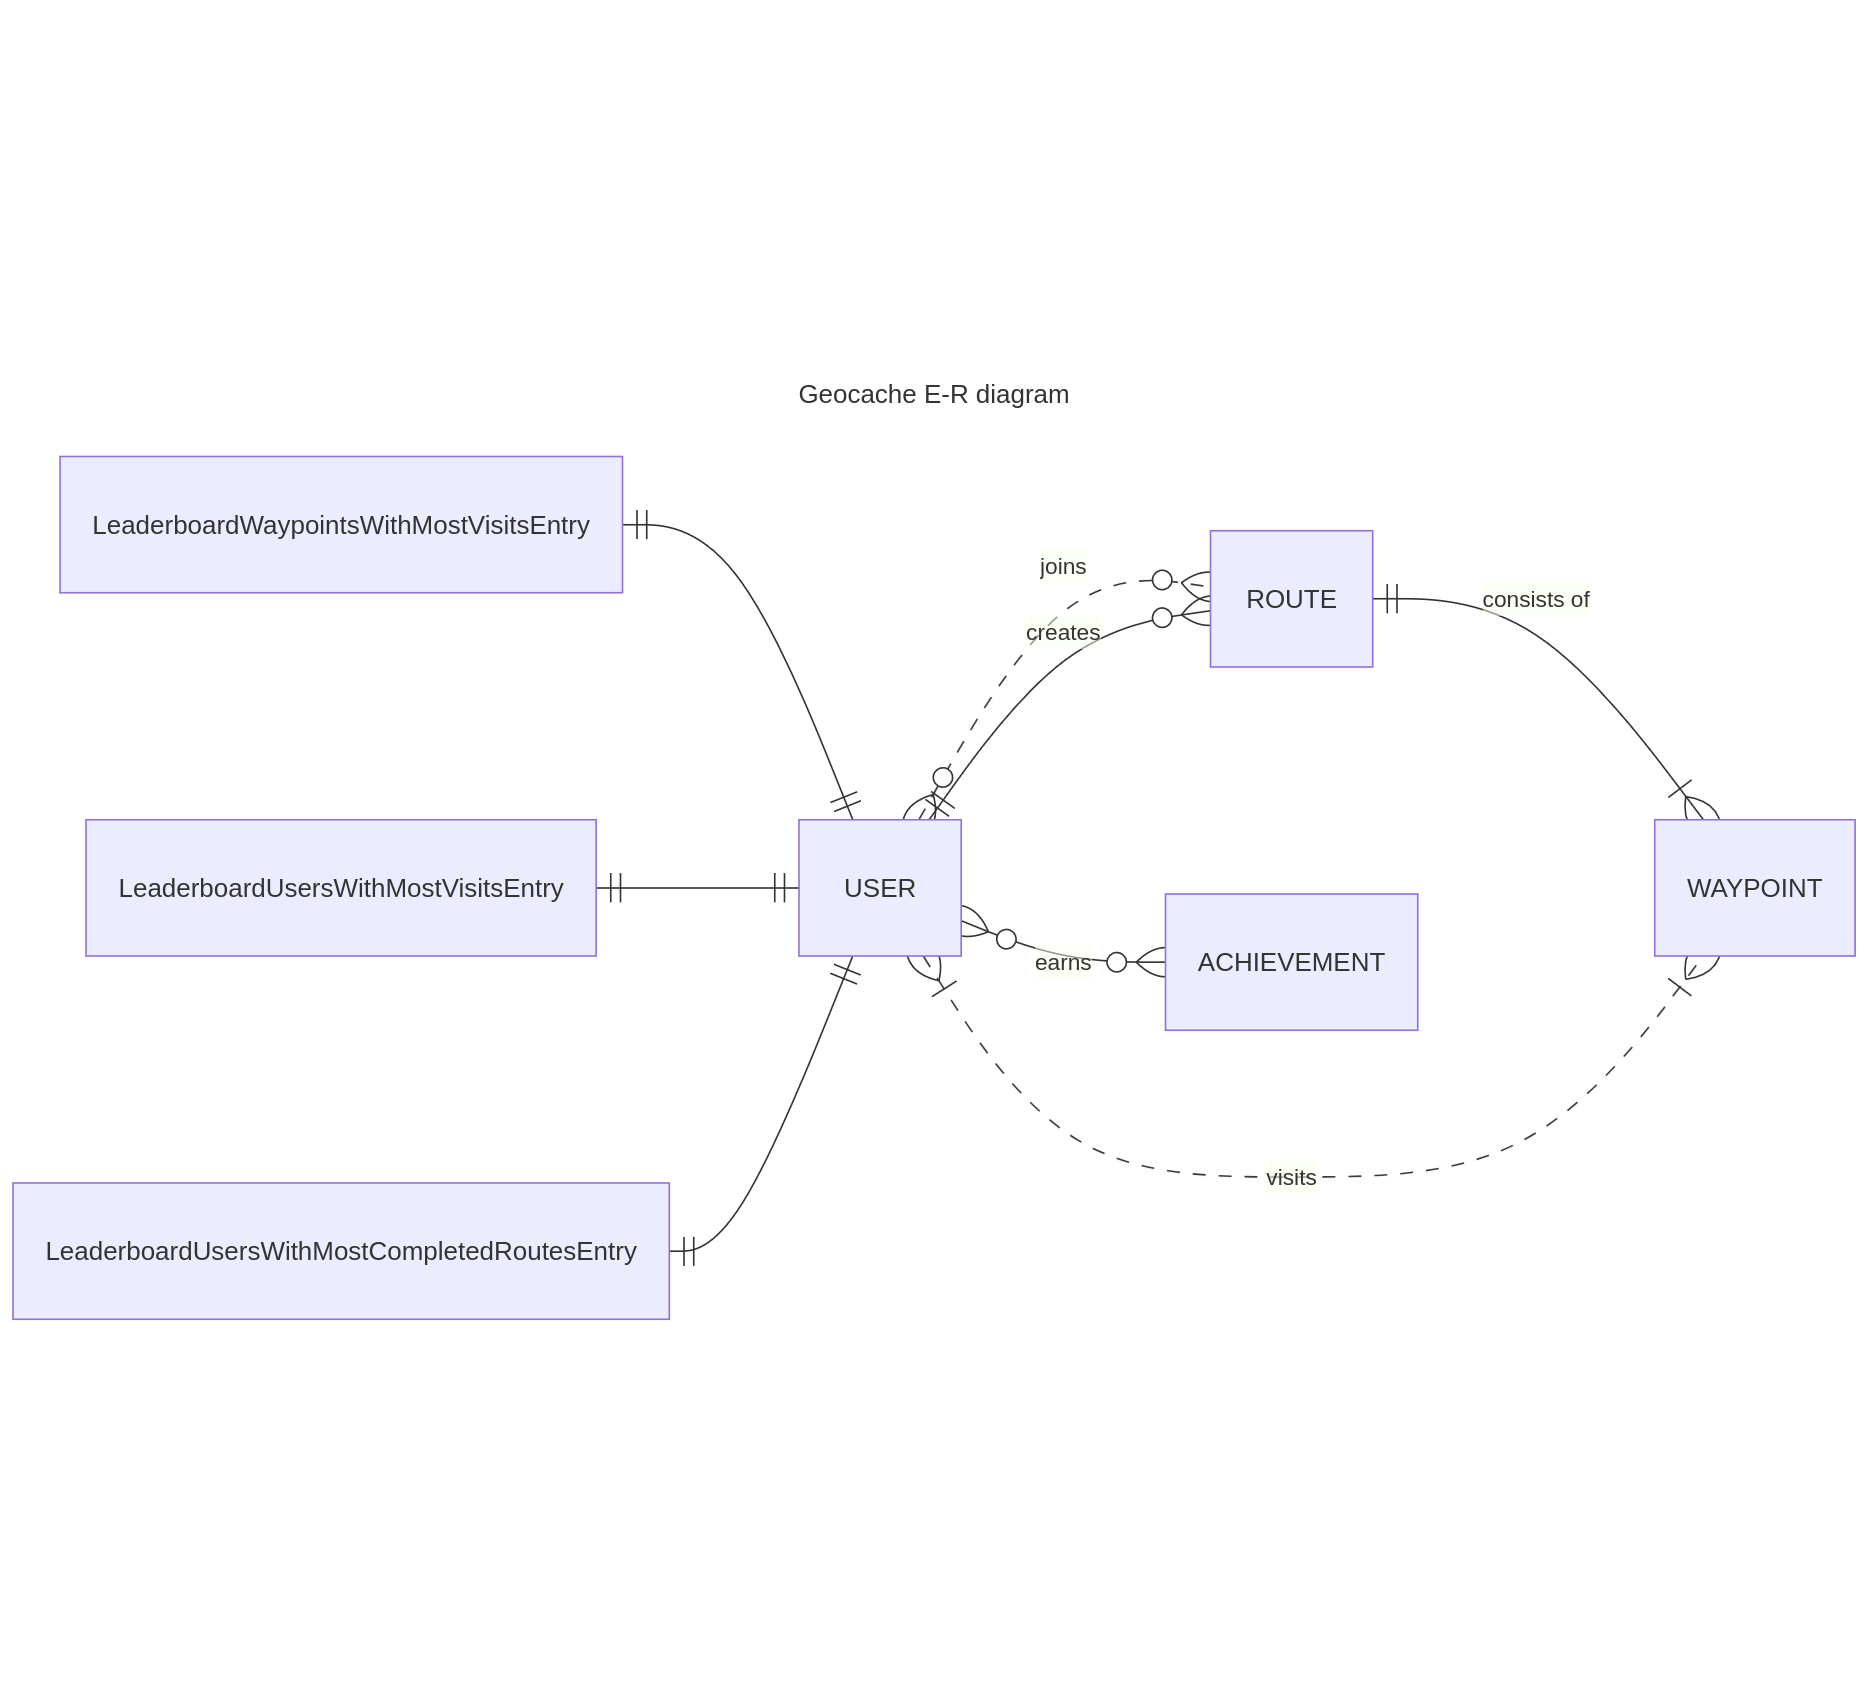 Geocache E-R diagram
LeaderboardWaypointsWithMostVisitsEntry
joins
ROUTE
consists of
creates
LeaderboardUsersWithMostVisitsEntry
USER
WAYPOINT
earns
ACHIEVEMENT
visits
LeaderboardUsersWithMostCompletedRoutesEntry